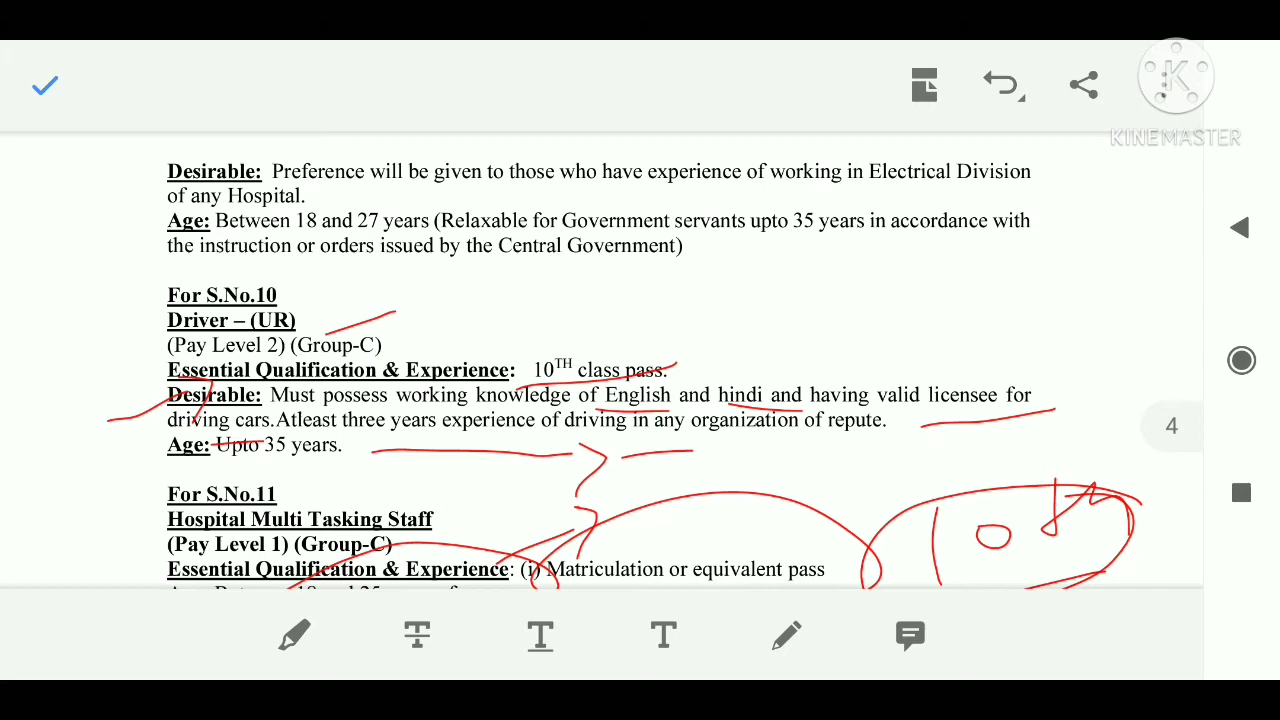 KINEMASTER
Desirable: Preference will be given to those who have experience of working in Electrical Division
of any Hospital.
Age: Between 18 and 27 years (Relaxable for Government servants upto 35 years in accordance with
the instruction or orders issued by the Central Government)
For S.No.10
Driver – (UR)
(Pay Level 2) (Group-C)
Essential Qualification & Experience: 10TH class pass.
Desirable: Must possess working knowledge of English and hindi and having valid licensee for
driving cars.Atleast three years experience of driving in any organization of repute.
Age: Upto 35 years.
4
For S.No.11
Hospital Multi Tasking Staff
(Pay Level 1) (Group-C)
10th
Essential Qualification & Experience: (i) Matriculation or equivalent pass